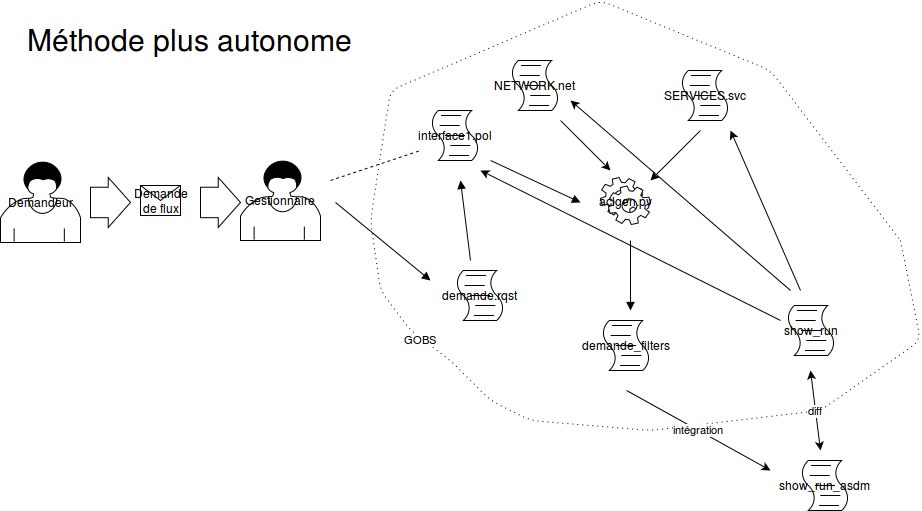 Méthode plus autonome
NETWORK.net
SERVICES.svc
interface1.pol
Demandeur
Demande
de flux
Gestionnaire
aclgen.py
demande.rqst
GOBS
show_run
demande_filters
diff
intégration
show_run_asdm